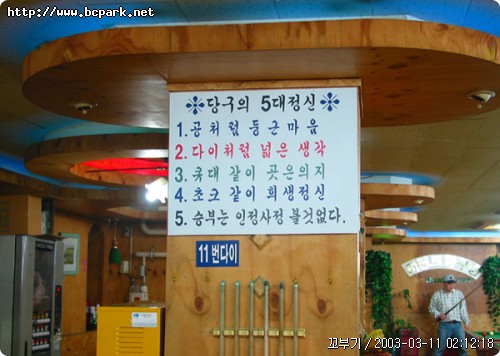 http://www.bcpark.net
※당구의 5대정신※
1. 공처럼 둥근 마음
2. 다이처럼 넓은 생각
3. 큐대 같이 곳은의지
4. 초크 같이 희생정신
5. 승부는 인정사정 볼것없다.
11 번다이
꼬부기 / 2003-03-11 02:12:18